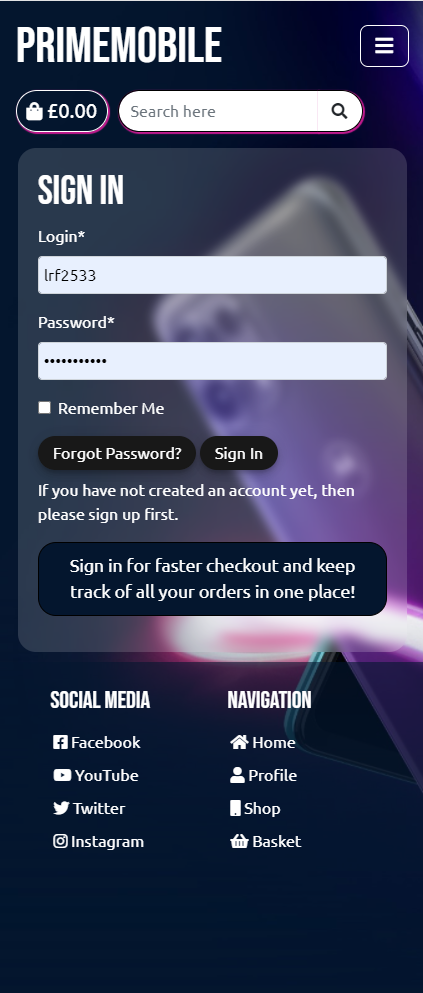 PRIMEMOBILE
£0.00
Search here
SIGN IN
Login*
lrf2533
Password*
•••••••••••
Remember Me
Forgot Password?
Sign In
If you have not created an account yet, then
please sign up first.
Sign in for faster checkout and keep
track of all your orders in one place!
SOCIAL MEDIA
Facebook
YouTube
Twitter
Instagram
NAVIGATION
Home
Profile
Shop
Basket